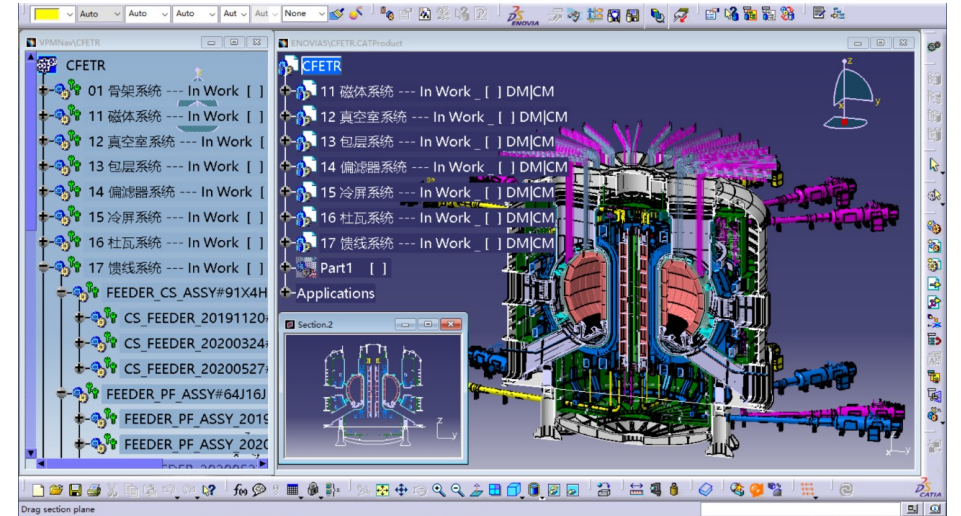 Auto
Auto
Auto
Aut
Aut
None
ENOVIA
VPMNav\CFETR
CFETR
01 骨架系统 --- In Work [ ]
11 磁体系统 --- In Work [
12 真空室系统 --- In Work [
13 包层系统 --- In Work [ ]
14 偏滤器系统 --- In Work [
15 冷屏系统 --- In Work [ ]
16 杜瓦系统 --- In Work [ ]
17 馈线系统 --- In Work [ ]
FEEDER_CS_ASSY#91X4H
CS_FEEDER_20191120
CS_FEEDER_20200324
CS_FEEDER_20200527
FEEDER_PF_ASSY#64J16J
FEEDER_PF_ASSY_2019
FEEDER_PF_ASSY_2020
ENOVIA5\CFETR.CATProduct
CFETR
11 磁体系统 --- In Work _ [ ] DM|CM
12 真空室系统 --- In Work _ [ ] DM|CM
13 包层系统 --- In Work _ [ ] DM|CM
14 偏滤器系统 --- In Work _ [ ] DM|CM
15 冷屏系统 --- In Work _ [ ] DM|CM
16 杜瓦系统 --- In Work _ [ ] DM|CM
17 馈线系统 --- In Work _ [ ] DM|CM
Part1 [ ]
Applications
Section.2
z
y
x
z
y
z
y
x
f(x)
CATIA
Drag section plane